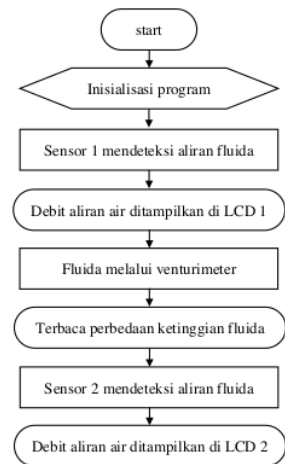 start
Inisialisasi program
Sensor 1 mendeteksi aliran fluida
Debit aliran air ditampilkan di LCD 1
Fluida melalui venturimeter
Terbaca perbedaan ketinggian fluida
Sensor 2 mendeteksi aliran fluida
Debit aliran air ditampilkan di LCD 2